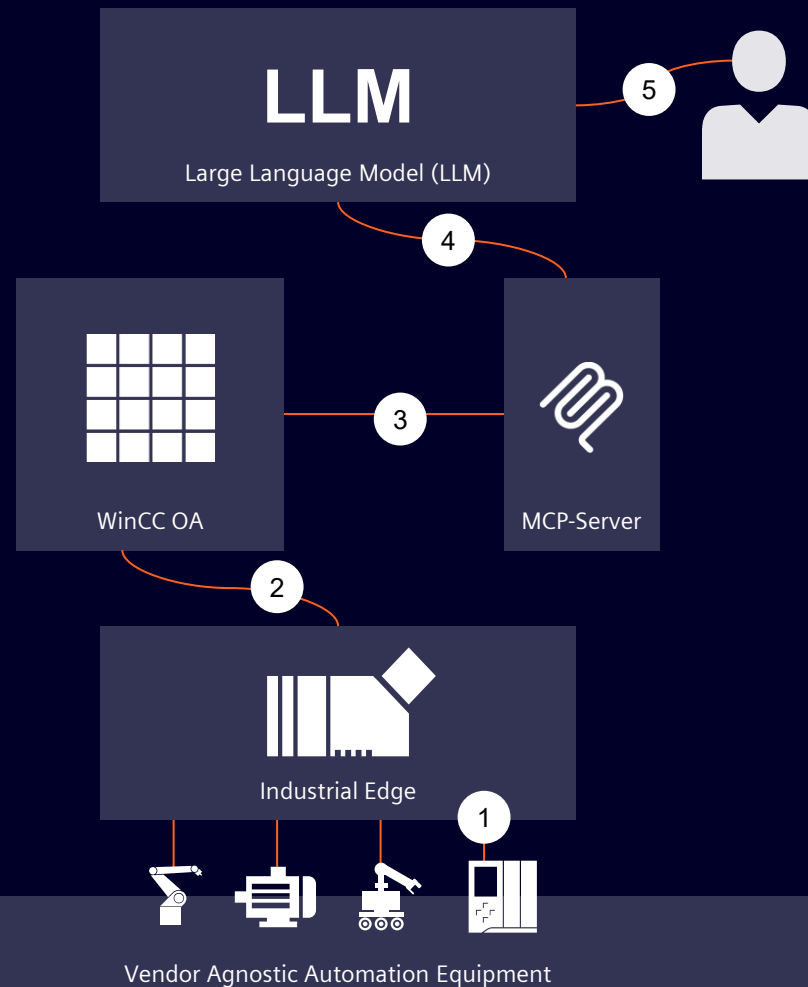 LLM
Large Language Model (LLM)
5
4
3
WinCC OA
MCP-Server
2
Industrial Edge
1
Vendor Agnostic Automation Equipment